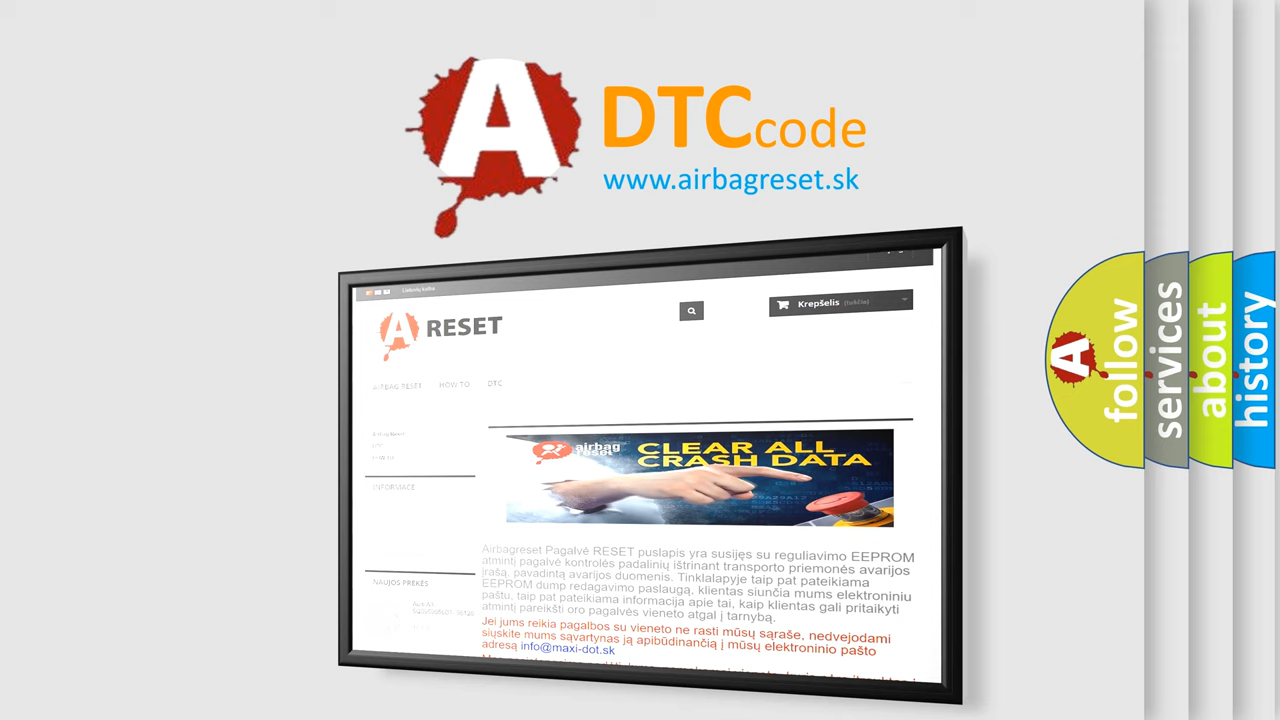 A DTCcode
www.airbagreset.sk
Lietuvių kalba
A RESET
Krepšelis (tuščia)
AIRBAG RESET HOW TO DTC
INFORMACE
airbag
reset
CLEAR ALL
CRASH DATA
NAUJOS PREKĖS
Airbagreset Pagalvė RESET puslapis yra susijęs su reguliavimo EEPROM
atmintį pagalvė kontrolės padalinių ištrinant transporto priemonės avarijos
įrašą, pavadintą avarijos duomenis. Tinklalapyje taip pat pateikiama
EEPROM dump redagavimo paslaugą, klientas siunčia mums elektroniniu
paštu, taip pat pateikiama informacija apie tai, kaip klientas gali pritaikyti
atmintį pareikšti oro pagalvės vieneto atgal į tarnybą.
Jei jums reikia pagalbos su vieneto ne rasti mūsų sąraše, nedvejodami
siųskite mums sąvartynas ją apibūdinančią į mūsų elektroninio pašto
adresą info@maxi-dot.sk
A follow
services
about
history